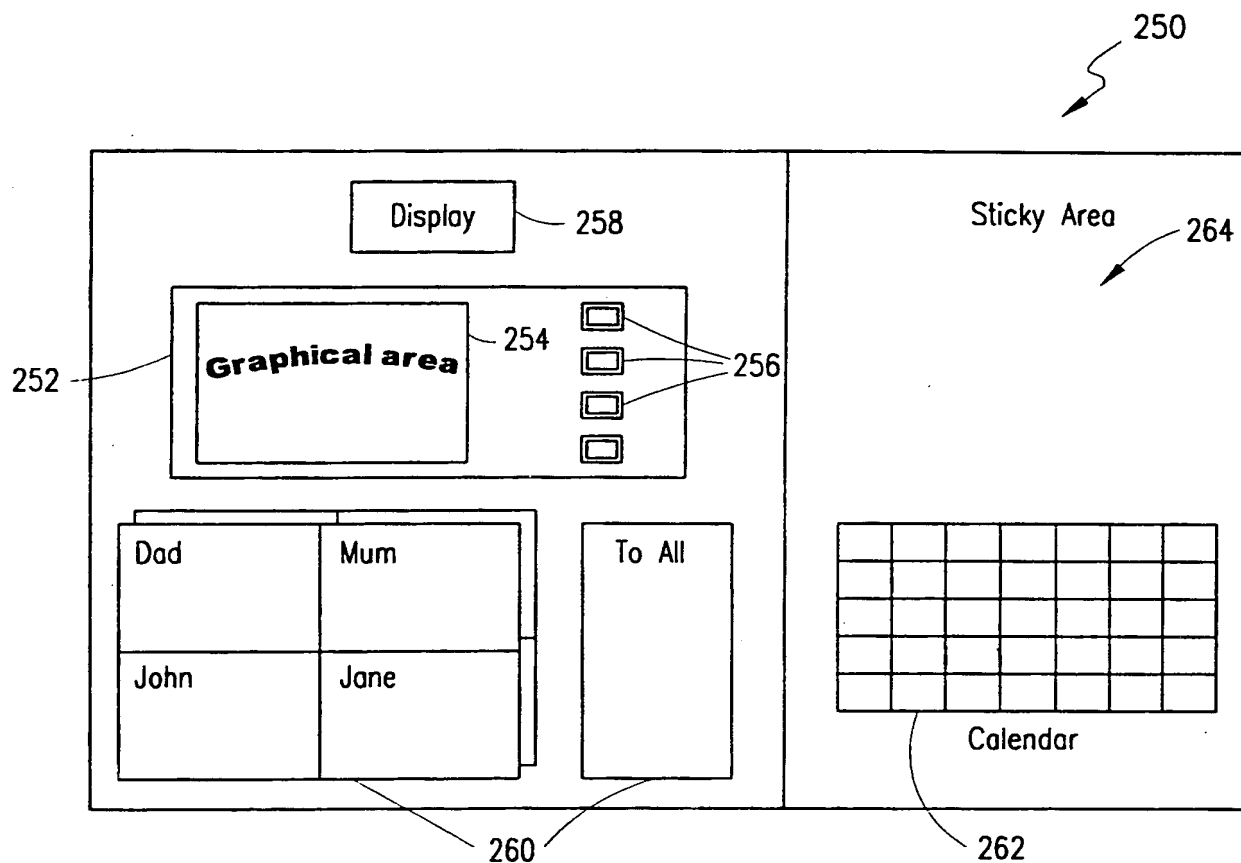 250
Display
258
Sticky Area
264
252
Graphical area
254
256
Dad
Mum
To All
John
Jane
Calendar
260
262